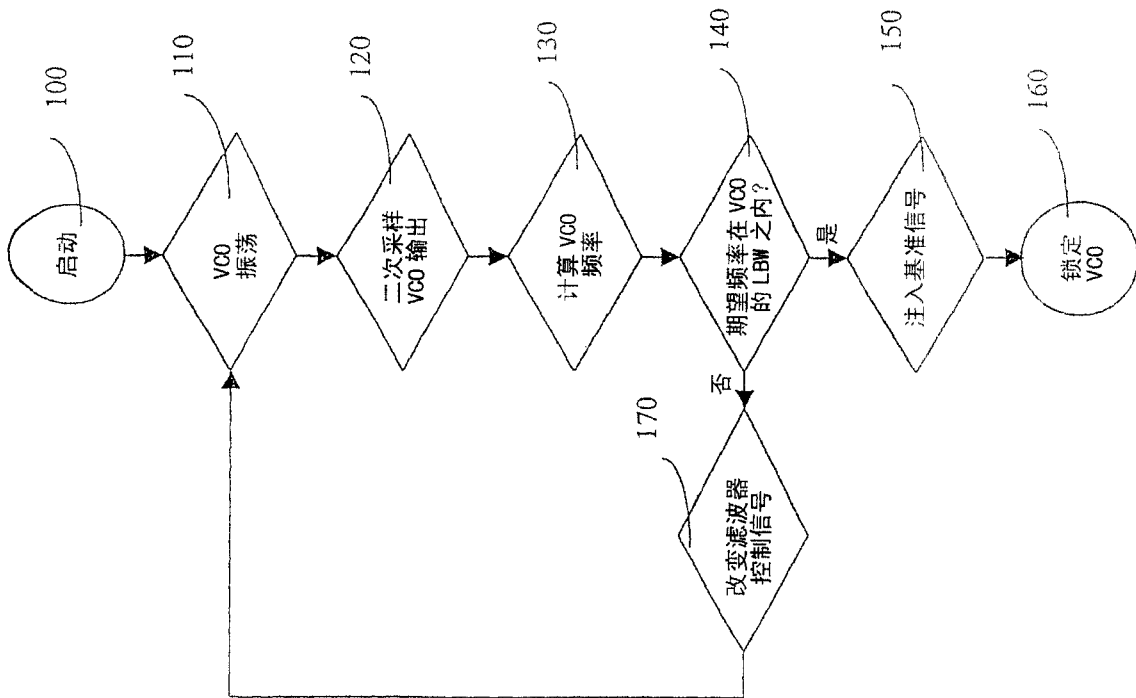 100
启动
110
VCO
振荡
120
二次采样
VCO 输出
130
计算 VCO
频率
140
期望频率在 VCO
的 LBW 之内?
否
是
150
注入基准信号
160
锁定
VCO
170
改变滤波器
控制信号